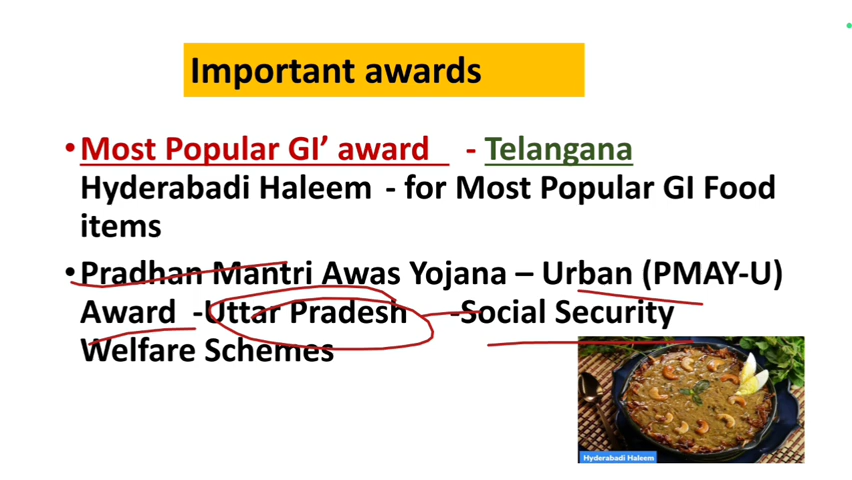 Important awards
•Most Popular GI’ award - Telangana
Hyderabadi Haleem - for Most Popular GI Food
items
•Pradhan Mantri Awas Yojana – Urban (PMAY-U)
Award -Uttar Pradesh -Social Security
Welfare Schemes
Hyderabadi Haleem